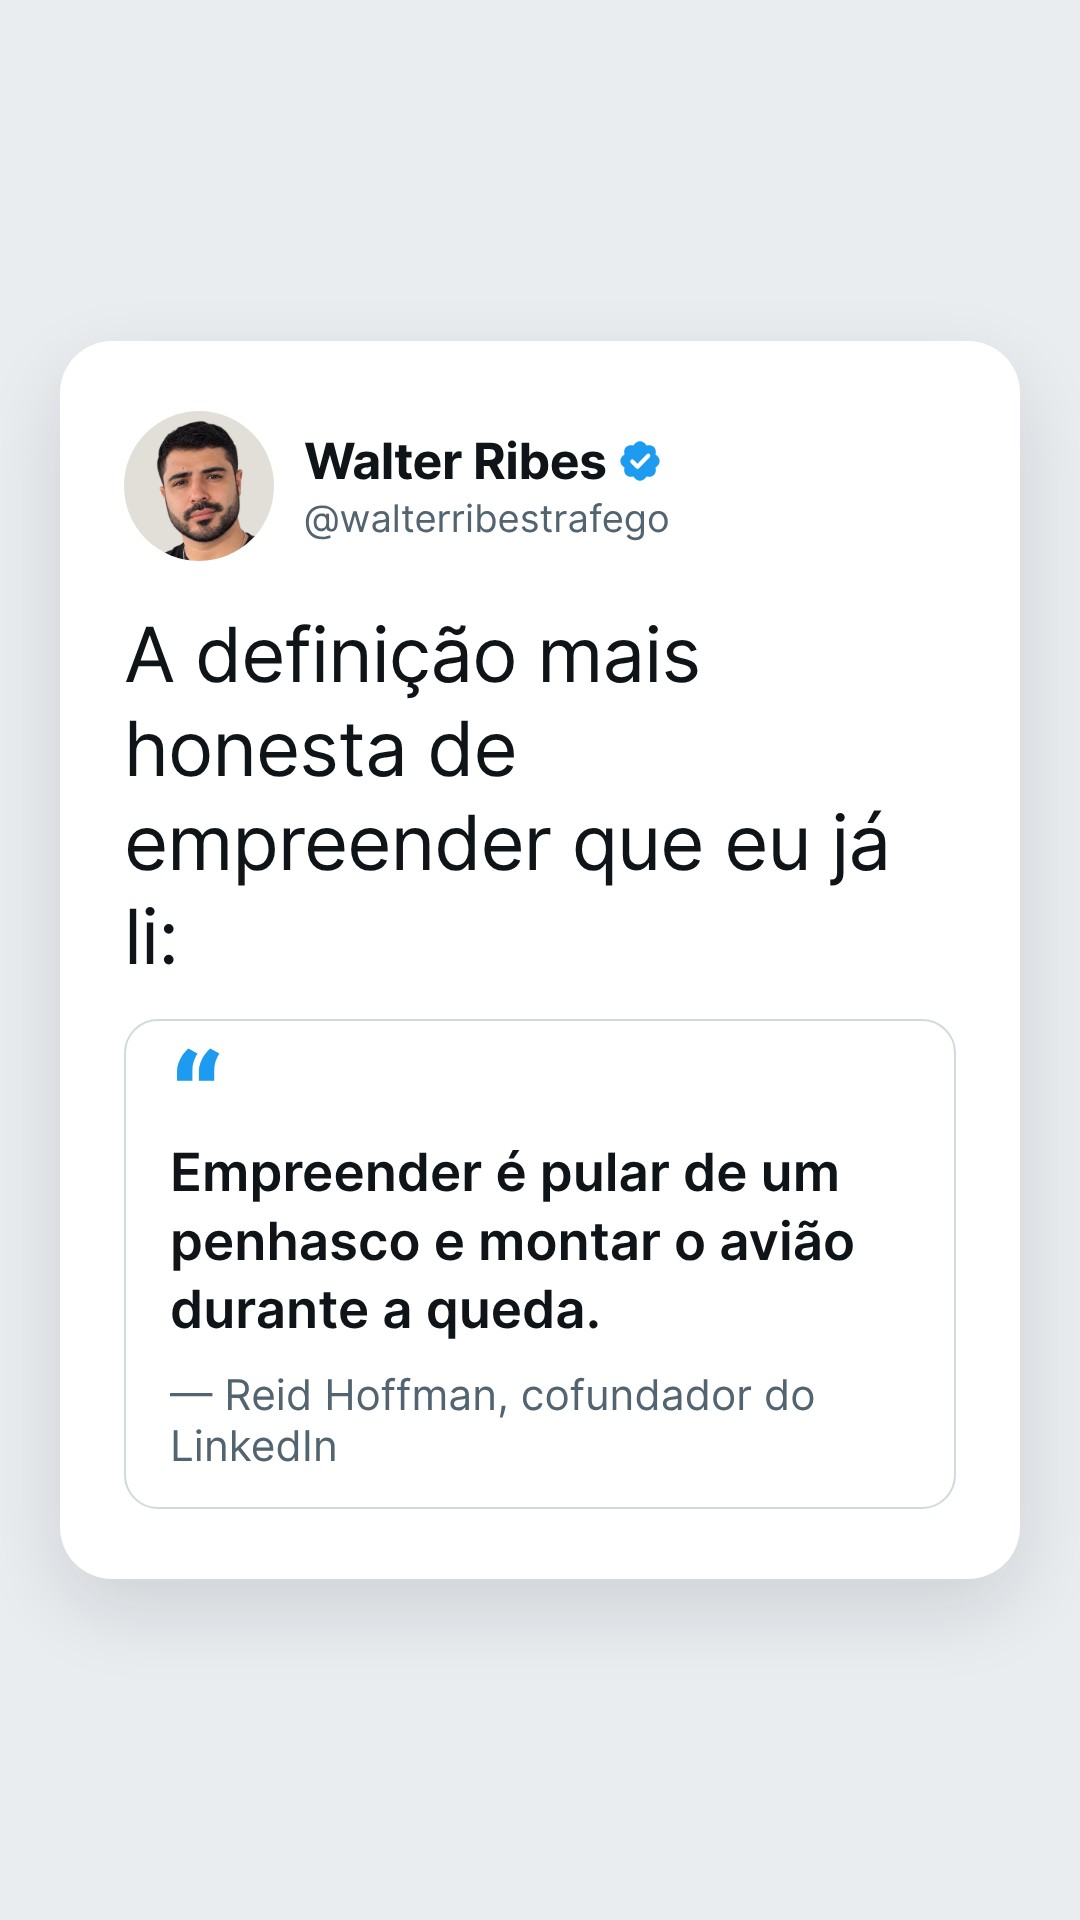 Walter Ribes
@walterribestrafego
A definição mais
honesta de
empreender que eu já
li:
“
Empreender é pular de um
penhasco e montar o avião
durante a queda.
— Reid Hoffman, cofundador do
LinkedIn